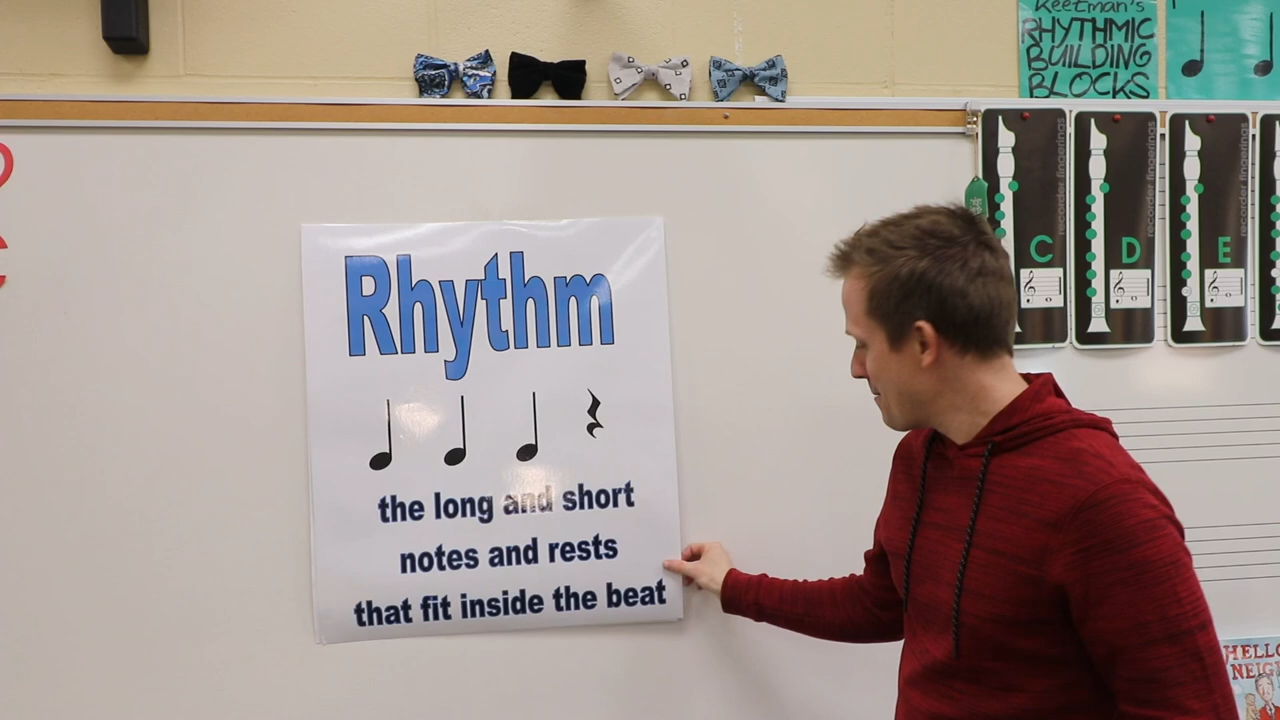 Keetman's
RHYTHMIC
BUILDING
BLOCKS
recorder fingerings
C
recorder fingerings
D
recorder fingerings
E
Rhythm
the long and short
notes and rests
that fit inside the beat
HELLO